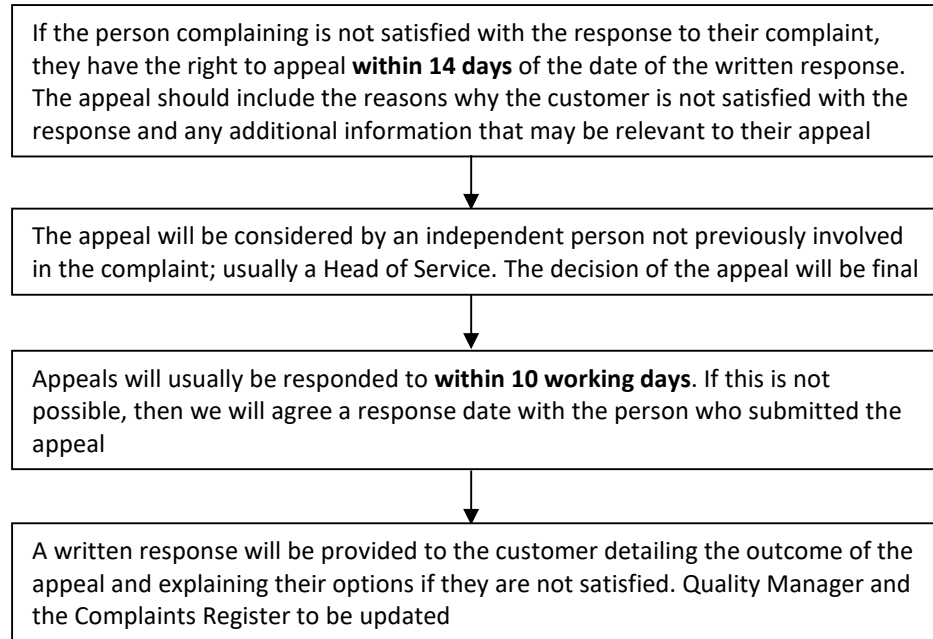 If the person complaining is not satisfied with the response to their complaint,
they have the right to appeal within 14 days of the date of the written response.
The appeal should include the reasons why the customer is not satisfied with the
response and any additional information that may be relevant to their appeal
The appeal will be considered by an independent person not previously involved
in the complaint; usually a Head of Service. The decision of the appeal will be final
Appeals will usually be responded to within 10 working days. If this is not
possible, then we will agree a response date with the person who submitted the
appeal
A written response will be provided to the customer detailing the outcome of the
appeal and explaining their options if they are not satisfied. Quality Manager and
the Complaints Register to be updated